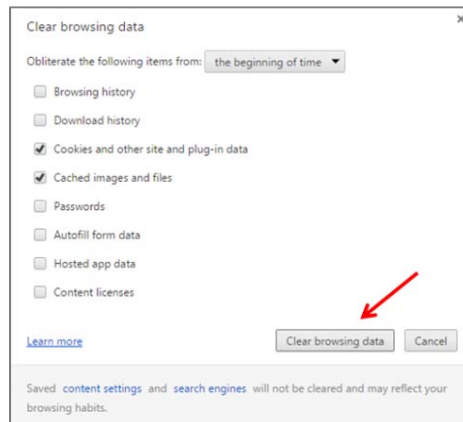 Clear browsing data
Obliterate the following items from: the beginning of time
Browsing history
Download history
Cookies and other site and plug-in data
Cached images and files
Passwords
Autofill form data
Hosted app data
Content licenses
Learn more Clear browsing data Cancel
Saved content settings and search engines will not be cleared and may reflect your
browsing habits.